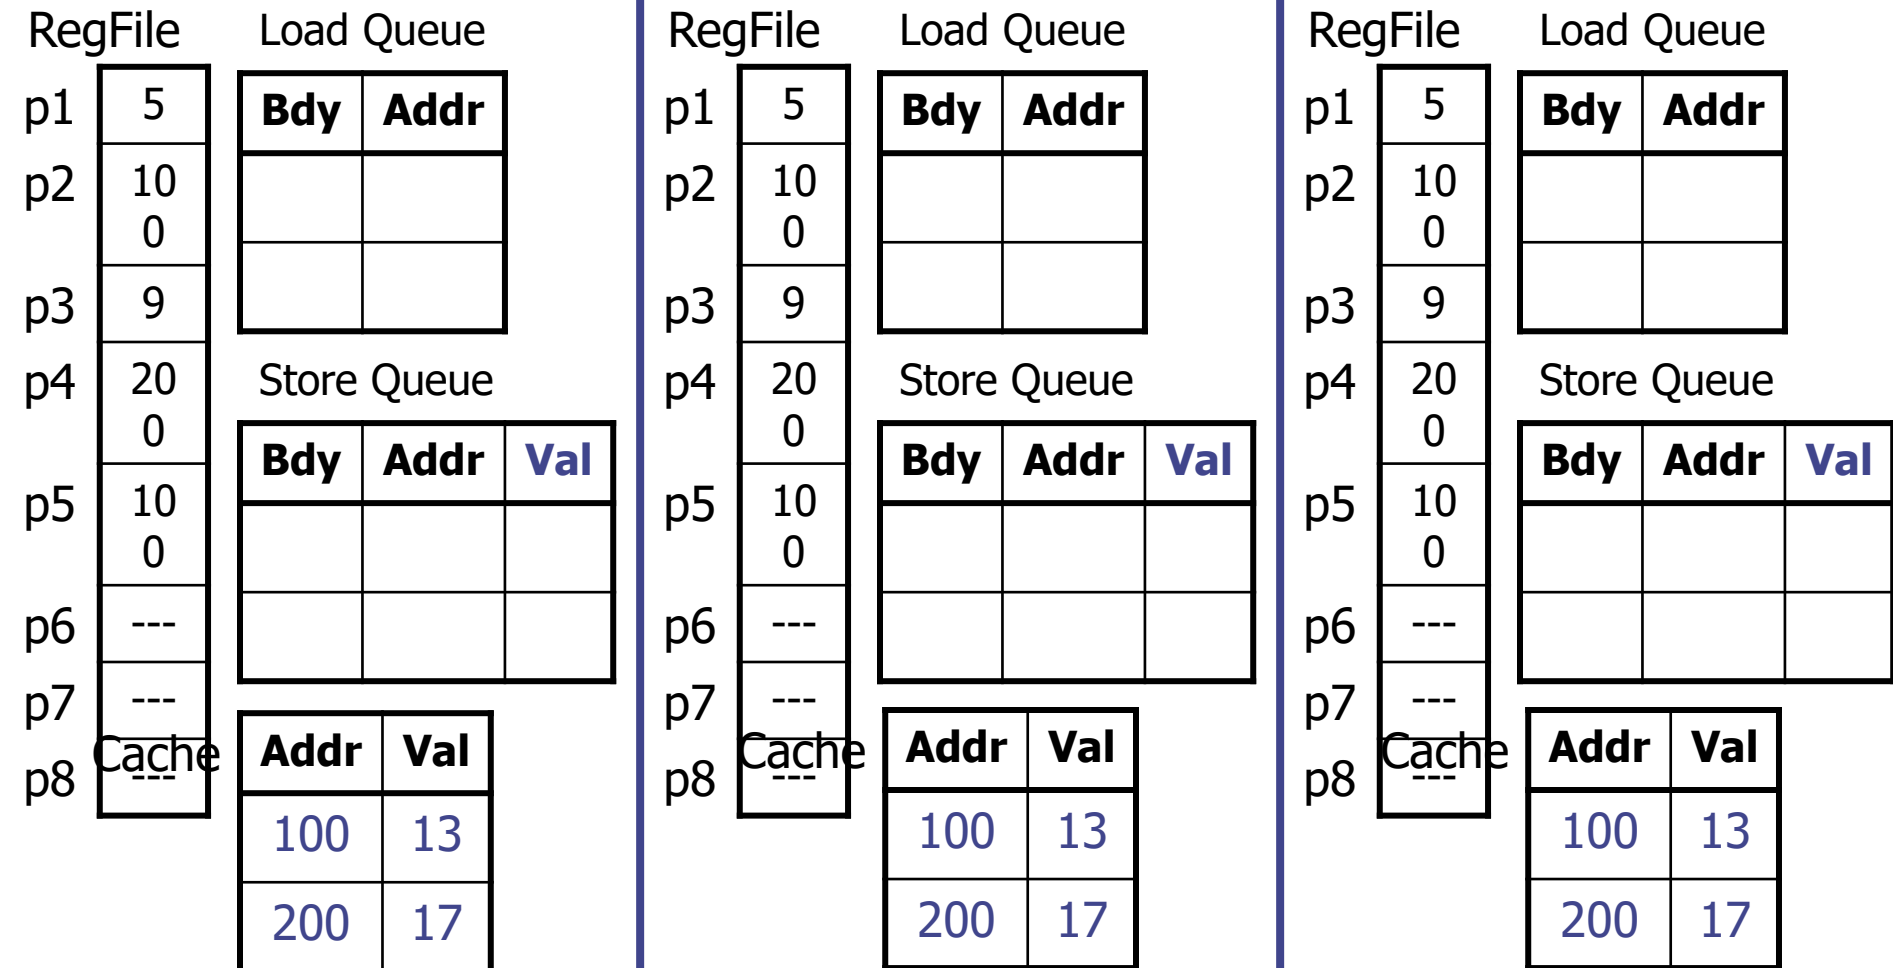 RegFile Load Queue
p1 5 Bdy Addr
p2 10
0
p3 9
p4 20 Store Queue
0 Bdy Addr Val
p5 10
0
p6 ---
p7 ---
Cache Addr Val
p8 ---
100 13
200 17
RegFile Load Queue
p1 5 Bdy Addr
p2 10
0
p3 9
p4 20 Store Queue
0 Bdy Addr Val
p5 10
0
p6 ---
p7 ---
Cache Addr Val
p8 ---
100 13
200 17
RegFile Load Queue
p1 5 Bdy Addr
p2 10
0
p3 9
p4 20 Store Queue
0 Bdy Addr Val
p5 10
0
p6 ---
p7 ---
Cache Addr Val
p8 ---
100 13
200 17